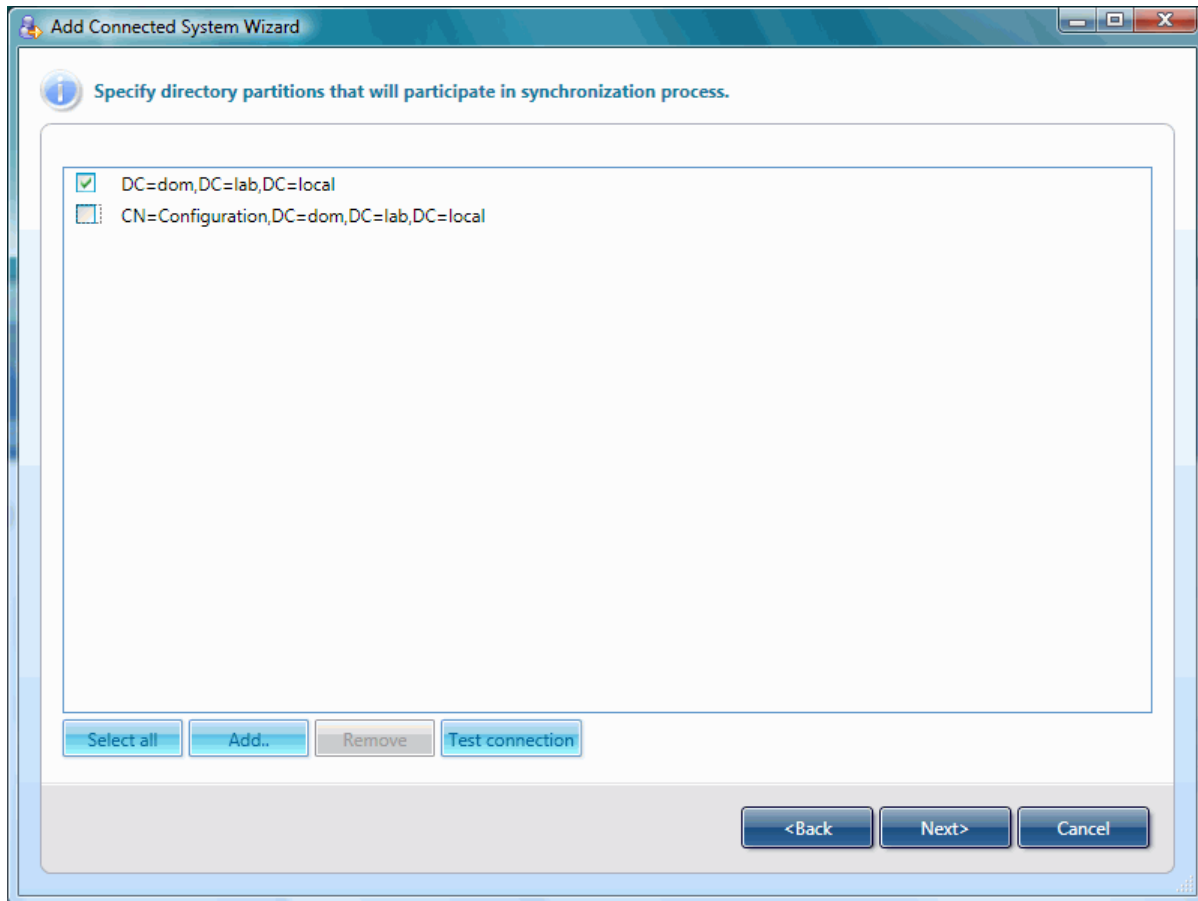 Add Connected System Wizard
Specify directory partitions that will participate in synchronization process.
DC=dom,DC=lab,DC=local
CN=Configuration,DC=dom,DC=lab,DC=local
Select all Add.. Remove Test connection
<Back Next> Cancel